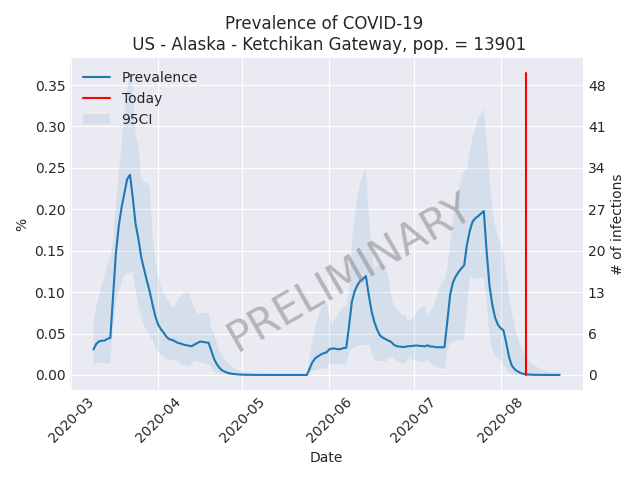 Prevalence of COVID-19
US - Alaska - Ketchikan Gateway, pop. = 13901
Prevalence
Today
95CI
PRELIMINARY
%
0.35
0.30
0.25
0.20
0.15
0.10
0.05
0.00
48
41
34
27
20
13
6
0
# of infections
2020-03
2020-04
2020-05
2020-06
2020-07
2020-08
Date